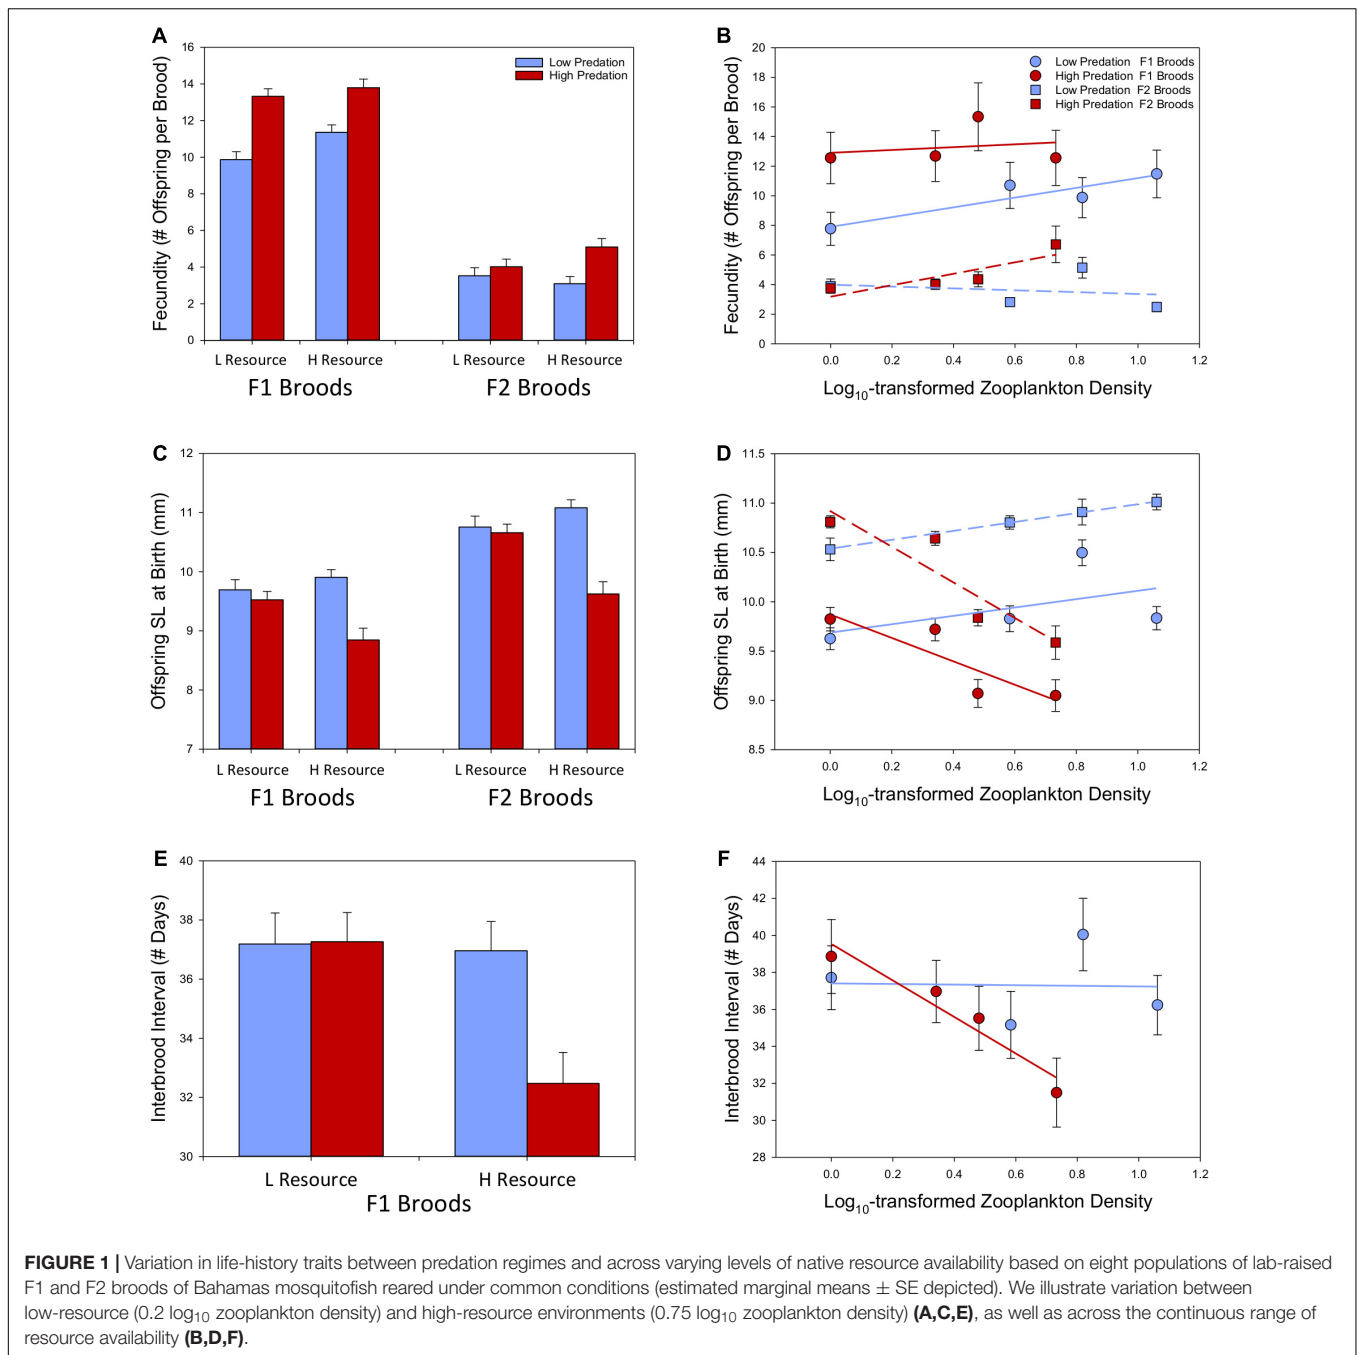 A
Fecundity (# Offspring per Brood)
16
14
12
10
8
6
4
2
0
Low Predation
High Predation
L Resource
H Resource
L Resource
H Resource
F1 Broods
F2 Broods
B
Fecundity (# Offspring per Brood)
20
18
16
14
12
10
8
6
4
2
0
Low Predation F1 Broods
High Predation F1 Broods
Low Predation F2 Broods
High Predation F2 Broods
0.0 0.2 0.4 0.6 0.8 1.0 1.2
Log10-transformed Zooplankton Density
C
Offspring SL at Birth (mm)
12
11
10
9
8
7
L Resource
H Resource
L Resource
H Resource
F1 Broods
F2 Broods
D
Offspring SL at Birth (mm)
11.5
11.0
10.5
10.0
9.5
9.0
8.5
0.0 0.2 0.4 0.6 0.8 1.0 1.2
Log10-transformed Zooplankton Density
E
Interbrood Interval (# Days)
40
38
36
34
32
30
L Resource
H Resource
F1 Broods
F
Interbrood Interval (# Days)
44
42
40
38
36
34
32
30
28
0.0 0.2 0.4 0.6 0.8 1.0 1.2
Log10-transformed Zooplankton Density
FIGURE 1 | Variation in life-history traits between predation regimes and across varying levels of native resource availability based on eight populations of lab-raised
F1 and F2 broods of Bahamas mosquitofish reared under common conditions (estimated marginal means ± SE depicted). We illustrate variation between
low-resource (0.2 log10 zooplankton density) and high-resource environments (0.75 log10 zooplankton density) (A,C,E), as well as across the continuous range of
resource availability (B,D,F).